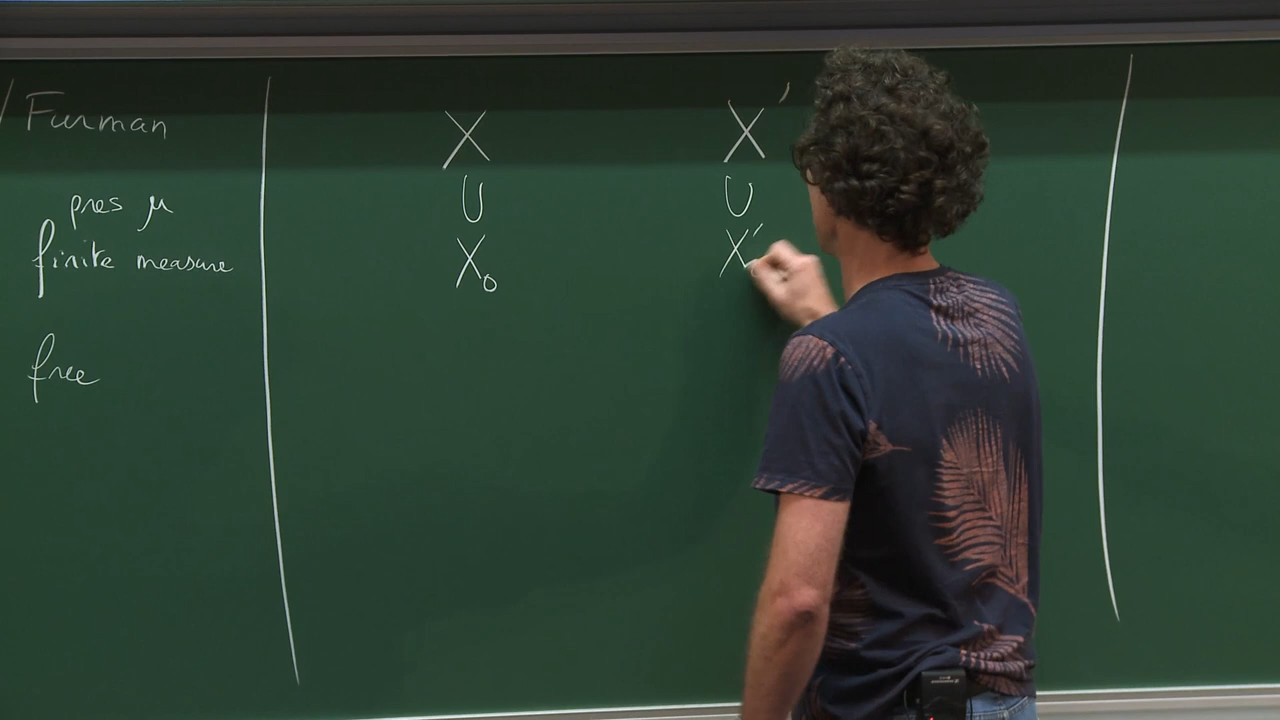 / Furman
pres μ
finite measure
free
X X'
∪ ∪
X₀ X'